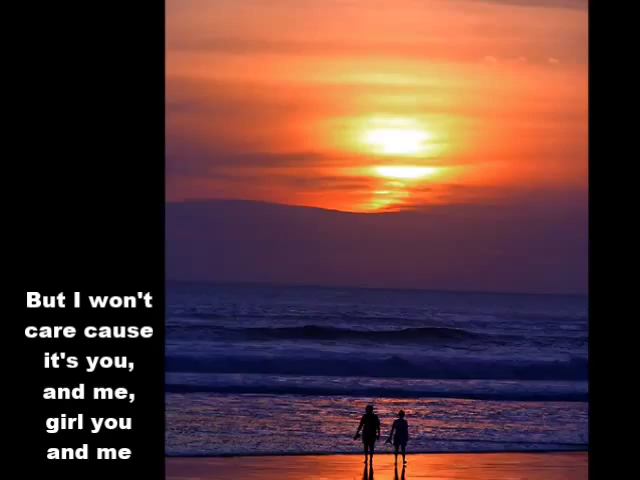 But I won't
care cause
it's you,
and me,
girl you
and me